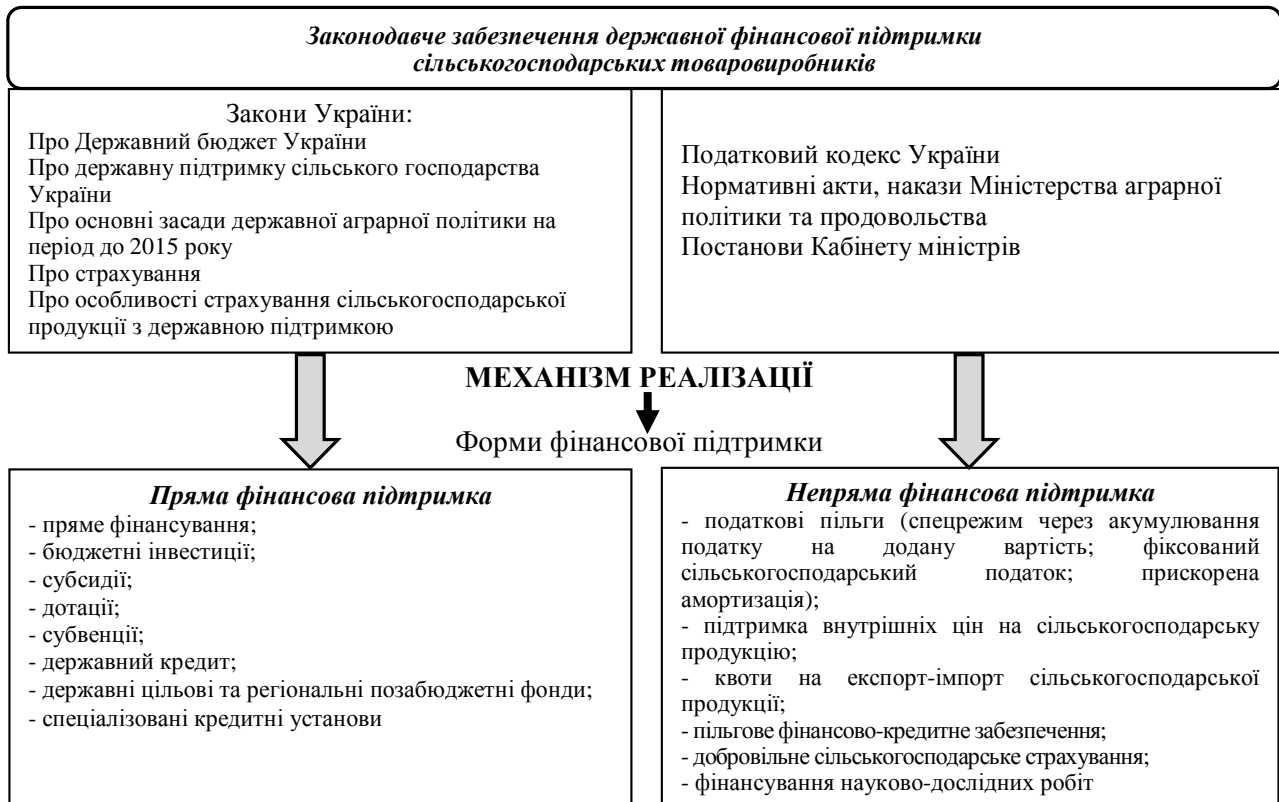 Законодавче забезпечення державної фінансової підтримки
сільськогосподарських товаровиробників
Закони України:
Про Державний бюджет України
Про державну підтримку сільського господарства
України
Про основні засади державної аграрної політики на
період до 2015 року
Про страхування
Про особливості страхування сільськогосподарської
продукції з державною підтримкою
Податковий кодекс України
Нормативні акти, накази Міністерства аграрної
політики та продовольства
Постанови Кабінету міністрів
МЕХАНІЗМ РЕАЛІЗАЦІЇ
Форми фінансової підтримки
Пряма фінансова підтримка
- пряме фінансування;
- бюджетні інвестиції;
- субсидії;
- дотації;
- субвенції;
- державний кредит;
- державні цільові та регіональні позабюджетні фонди;
- спеціалізовані кредитні установи
Непряма фінансова підтримка
- податкові пільги (спецрежим через акумулювання
податку на додану вартість; фіксований
сільськогосподарський податок; прискорена
амортизація);
- підтримка внутрішніх цін на сільськогосподарську
продукцію;
- квоти на експорт-імпорт сільськогосподарської
продукції;
- пільгове фінансово-кредитне забезпечення;
- добровільне сільськогосподарське страхування;
- фінансування науково-дослідних робіт